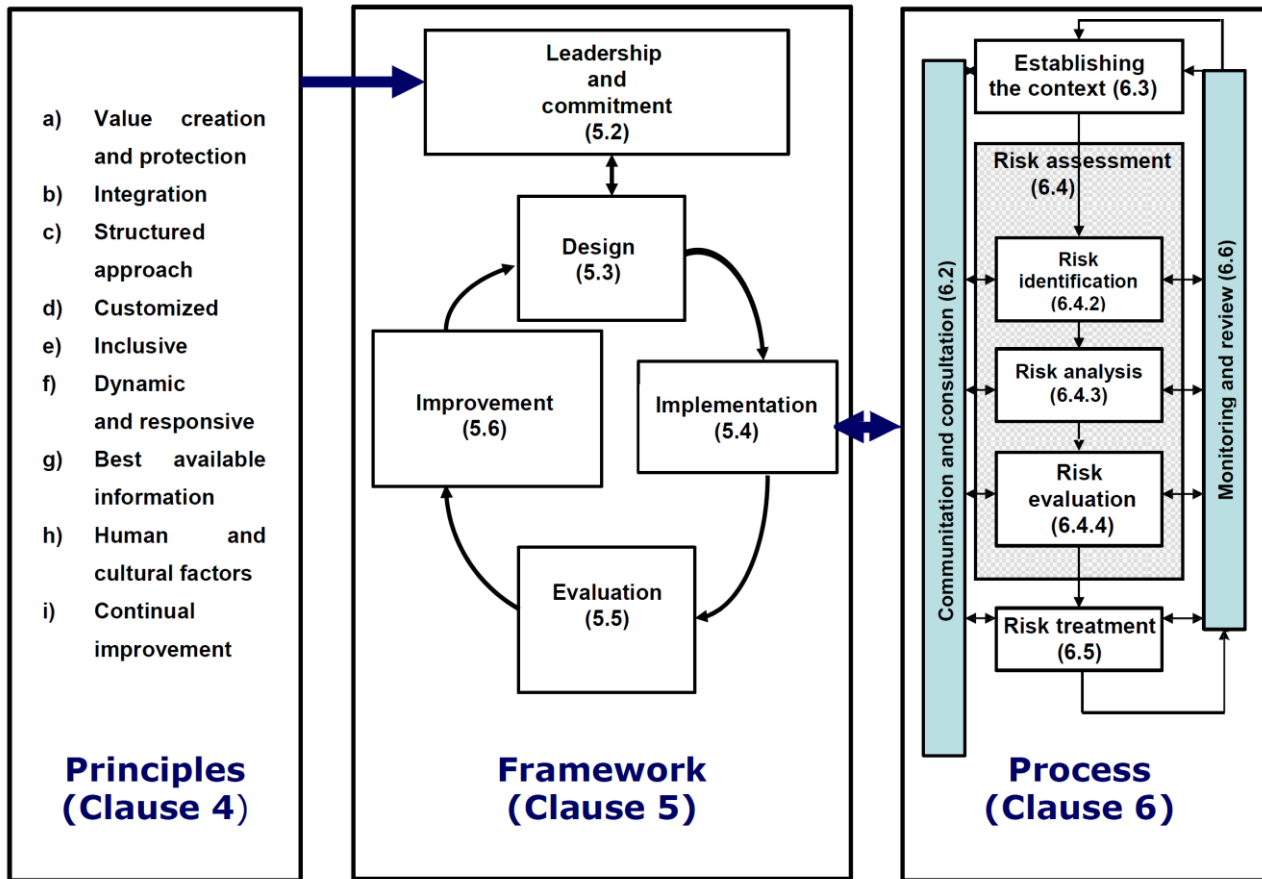 a) Value creation
and protection
b) Integration
c) Structured
approach
d) Customized
e) Inclusive
f) Dynamic
and responsive
g) Best available
information
h) Human and
cultural factors
i) Continual
improvement
Principles
(Clause 4)
Leadership
and
commitment
(5.2)
Design
(5.3)
Improvement
(5.6)
Implementation
(5.4)
Evaluation
(5.5)
Framework
(Clause 5)
Communitation and consultation (6.2)
Establishing
the context (6.3)
Risk assessment
(6.4)
Risk
identification
(6.4.2)
Risk analysis
(6.4.3)
Risk
evaluation
(6.4.4)
Risk treatment
(6.5)
Monitoring and review (6.6)
Process
(Clause 6)